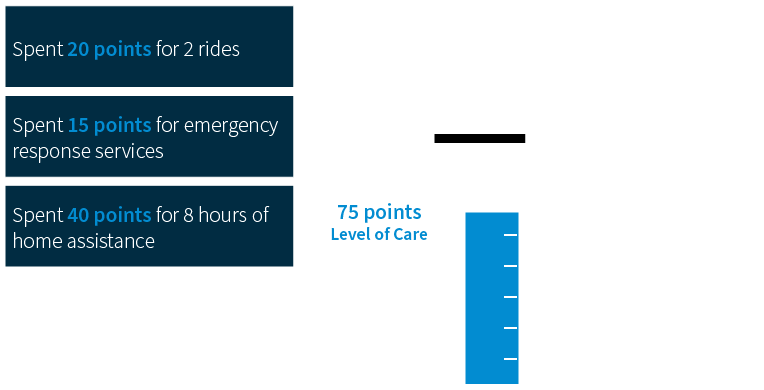 Spent 20 points for 2 rides
Spent 15 points for emergency
response services
Spent 40 points for 8 hours of
home assistance
75 points
Level of Care